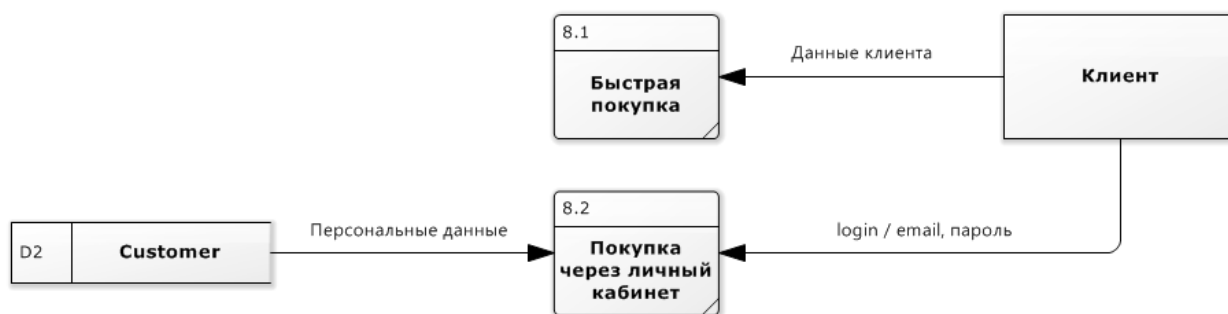 8.1
Быстрая
покупка
Данные клиента
Клиент
D2
Customer
Персональные данные
8.2
Покупка
через личный
кабинет
login / email, пароль